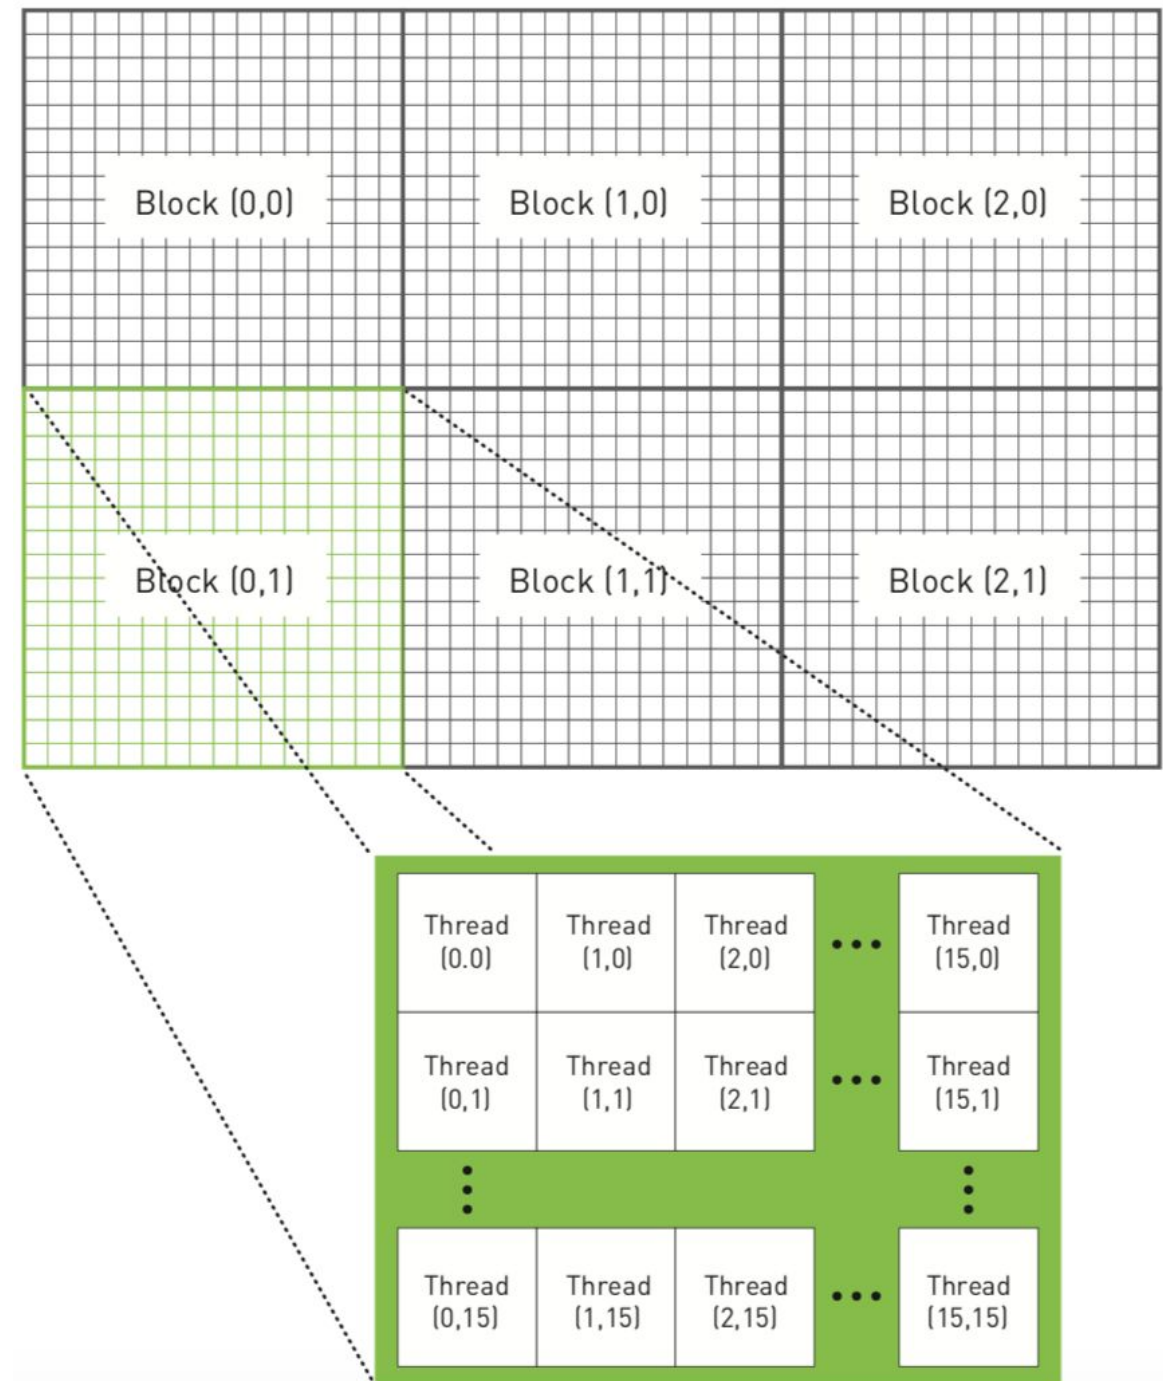 Block (0,0)
Block (1,0)
Block (2,0)
Block (0,1)
Block (1,1)
Block (2,1)
Thread
(0.0)
Thread
(1,0)
Thread
(2,0)
Thread
(15,0)
Thread
(0,1)
Thread
(1,1)
Thread
(2,1)
Thread
(15,1)
Thread
(0,15)
Thread
(1,15)
Thread
(2,15)
Thread
(15,15)